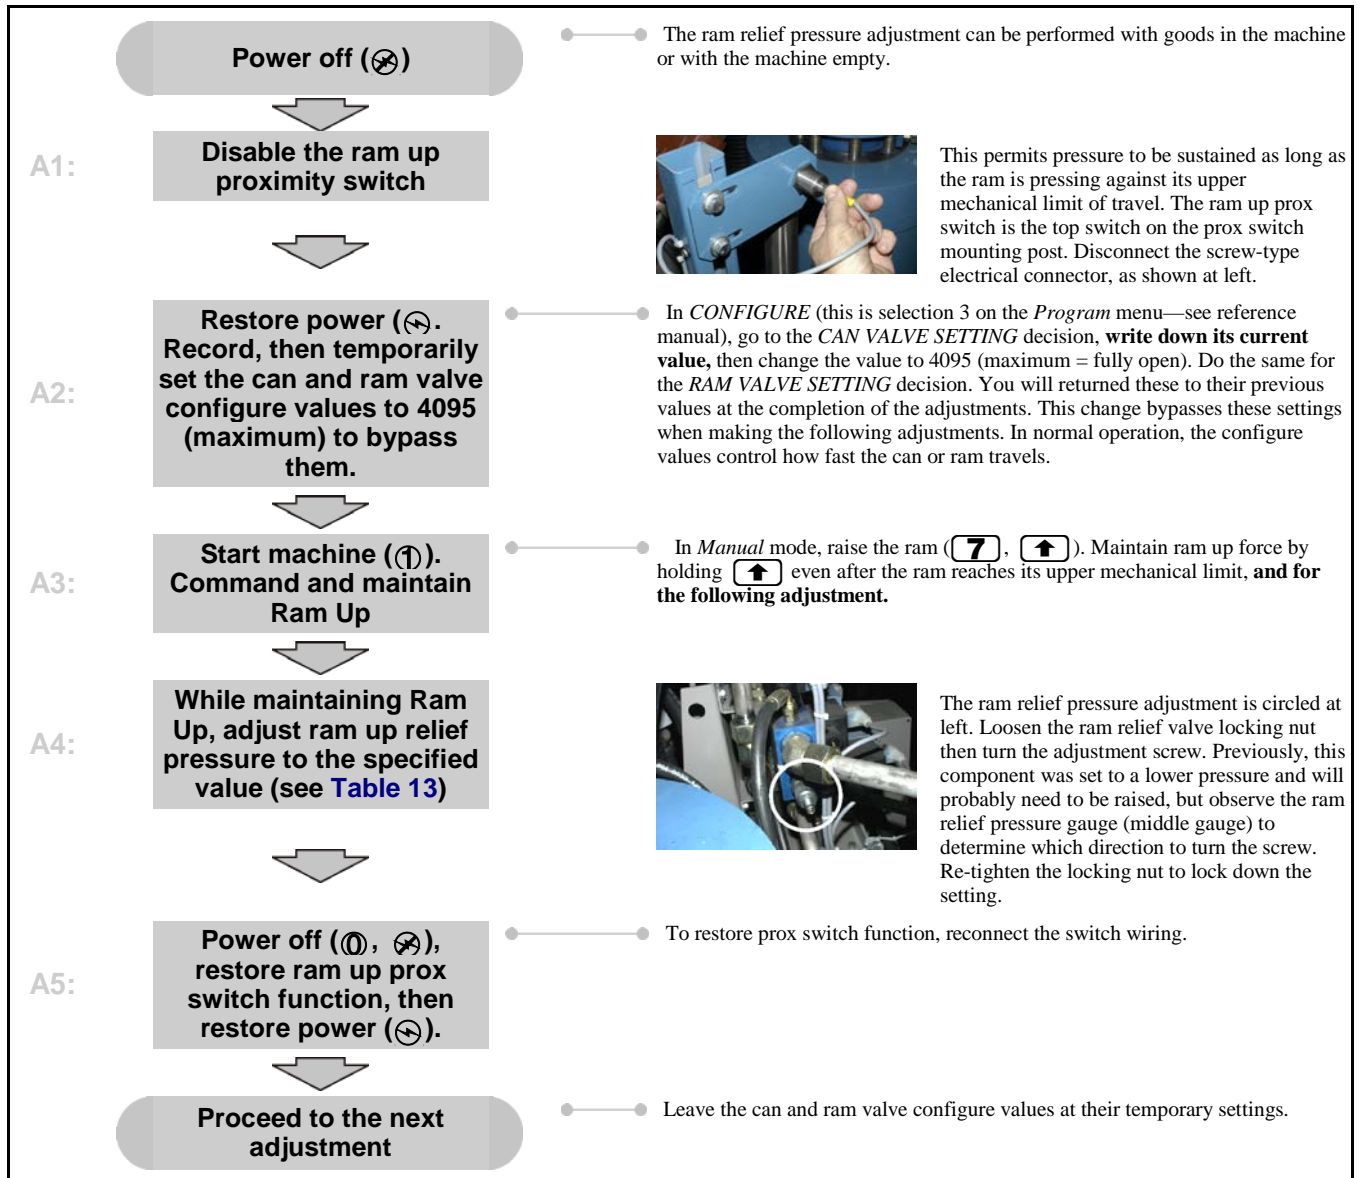 Power off ( )
The ram relief pressure adjustment can be performed with goods in the machine
or with the machine empty.
A1:
Disable the ram up
proximity switch
This permits pressure to be sustained as long as
the ram is pressing against its upper
mechanical limit of travel. The ram up prox
switch is the top switch on the prox switch
mounting post. Disconnect the screw-type
electrical connector, as shown at left.
A2:
Restore power ( .
Record, then temporarily
set the can and ram valve
configure values to 4095
(maximum) to bypass
them.
In CONFIGURE (this is selection 3 on the Program menu—see reference
manual), go to the CAN VALVE SETTING decision, write down its current
value, then change the value to 4095 (maximum = fully open). Do the same for
the RAM VALVE SETTING decision. You will returned these to their previous
values at the completion of the adjustments. This change bypasses these settings
when making the following adjustments. In normal operation, the configure
values control how fast the can or ram travels.
A3:
Start machine (1).
Command and maintain
Ram Up
In Manual mode, raise the ram ( 7 , ⬆ ). Maintain ram up force by
holding ⬆ even after the ram reaches its upper mechanical limit, and for
the following adjustment.
A4:
While maintaining Ram
Up, adjust ram up relief
pressure to the specified
value (see Table 13)
The ram relief pressure adjustment is circled at
left. Loosen the ram relief valve locking nut
then turn the adjustment screw. Previously, this
component was set to a lower pressure and will
probably need to be raised, but observe the ram
relief pressure gauge (middle gauge) to
determine which direction to turn the screw.
Re-tighten the locking nut to lock down the
setting.
A5:
Power off (0, ),
restore ram up prox
switch function, then
restore power ( ).
To restore prox switch function, reconnect the switch wiring.
Proceed to the next
adjustment
Leave the can and ram valve configure values at their temporary settings.